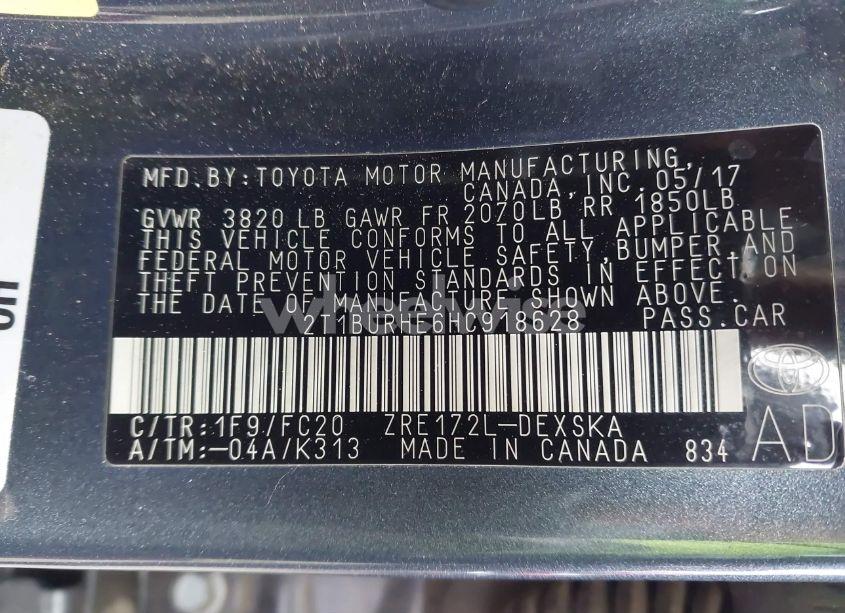 MFD.BY:TOYOTA MOTOR MANUFACTURING,
CANADA,INC.05/17
GVWR 3820 LB GAWR FR 2070LB RR 1850LB
THIS VEHICLE CONFORMS TO ALL APPLICABLE
FEDERAL MOTOR VEHICLE SAFETY,BUMPER AND
THEFT PREVENTION STANDARDS IN EFFECT ON
THE DATE OF MANUFACTURE SHOWN ABOVE.
2T1BURHE6HC918628 PASS.CAR
wheelwise
C/TR:1F9/FC20 ZRE172L-DEXSKA
A/TM:-04A/K313 MADE IN CANADA 834 AD